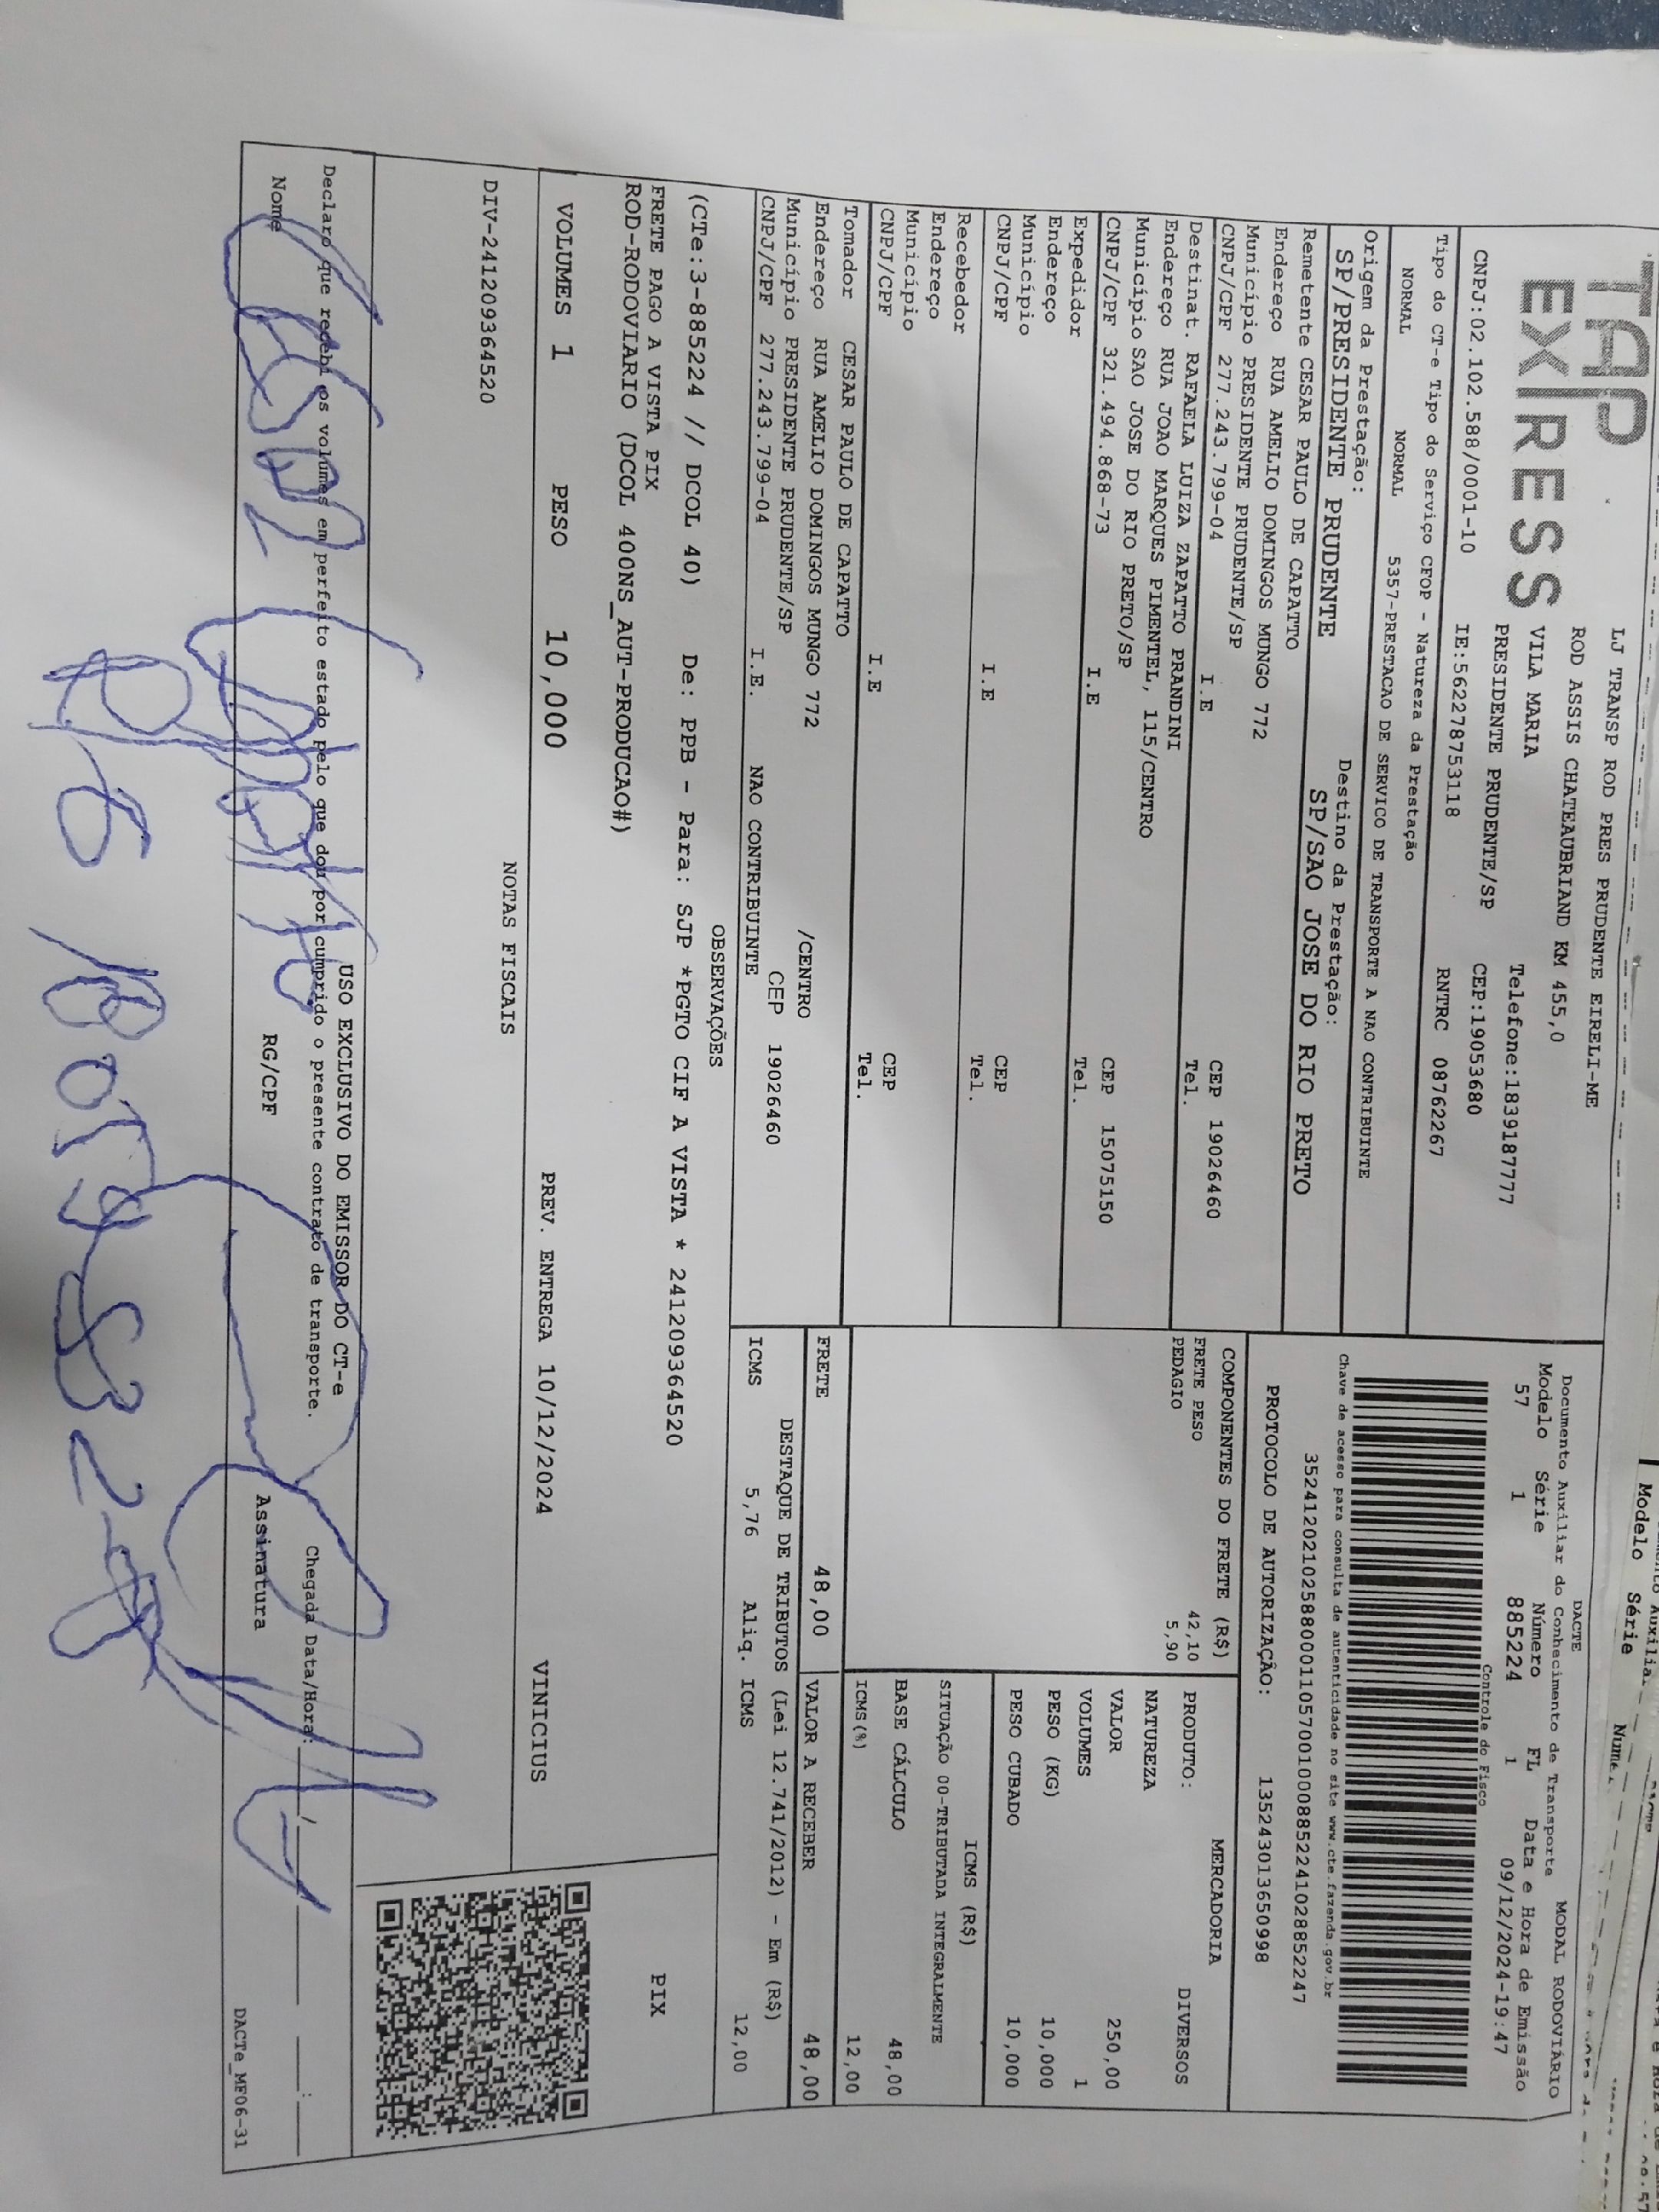 TAP
EXPRESS
LJ TRANSP ROD PRES PRUDENTE EIRELI-ME
ROD ASSIS CHATEAUBRIAND KM 455,0
VILA MARIA Telefone:1839187777
PRESIDENTE PRUDENTE/SP CEP:19053680
CNPJ:02.102.588/0001-10 IE:562278753118 RNTRC 08762267
DACTE
Documento Auxiliar do Conhecimento de Transporte MODAL RODOVIÁRIO
Modelo Série Número FL Data e Hora de Emissão
57 1 885224 1 09/12/2024-19:47
Controle do Fisco
Chave de acesso para consulta de autenticidade no site www.cte.fazenda.gov.br
35241202102588000110570010008852241028852247
PROTOCOLO DE AUTORIZAÇÃO: 135243013650998
Tipo do CT-e Tipo do Serviço CFOP - Natureza da Prestação
NORMAL NORMAL 5357-PRESTACAO DE SERVICO DE TRANSPORTE A NAO CONTRIBUINTE
Origem da Prestação: Destino da Prestação:
SP/PRESIDENTE PRUDENTE SP/SAO JOSE DO RIO PRETO
Remetente CESAR PAULO DE CAPATTO
Endereço RUA AMELIO DOMINGOS MUNGO 772
Município PRESIDENTE PRUDENTE/SP CEP 19026460
CNPJ/CPF 277.243.799-04 I.E Tel.
Destinat. RAFAELA LUIZA ZAPATTO PRANDINI
Endereço RUA JOAO MARQUES PIMENTEL, 115/CENTRO
Município SAO JOSE DO RIO PRETO/SP CEP 15075150
CNPJ/CPF 321.494.868-73 I.E Tel.
Expedidor
Endereço
Município CEP
CNPJ/CPF I.E Tel.
Recebedor
Endereço
Município CEP
CNPJ/CPF I.E Tel.
Tomador CESAR PAULO DE CAPATTO
Endereço RUA AMELIO DOMINGOS MUNGO 772 /CENTRO
Município PRESIDENTE PRUDENTE/SP CEP 19026460
CNPJ/CPF 277.243.799-04 I.E. NAO CONTRIBUINTE
COMPONENTES DO FRETE (R$)
FRETE PESO 42,10
PEDAGIO 5,90
MERCADORIA
PRODUTO: DIVERSOS
NATUREZA
VALOR 250,00
VOLUMES 1
PESO (KG) 10,000
PESO CUBADO 10,000
ICMS (R$)
SITUAÇÃO 00-TRIBUTADA INTEGRALMENTE
BASE CÁLCULO 48,00
ICMS(%) 12,00
FRETE 48,00 VALOR A RECEBER 48,00
DESTAQUE DE TRIBUTOS (Lei 12.741/2012) - Em (R$)
ICMS 5,76 Aliq. ICMS 12,00
OBSERVAÇÕES
(CTe:3-885224 // DCOL 40) De: PPB - Para: SJP *PGTO CIF A VISTA * 241209364520
FRETE PAGO A VISTA PIX
ROD-RODOVIARIO (DCOL 400NS_AUT-PRODUCAO#)
PIX
VOLUMES 1 PESO 10,000 PREV. ENTREGA 10/12/2024 VINICIUS
NOTAS FISCAIS
DIV-241209364520
USO EXCLUSIVO DO EMISSOR DO CT-e
Declaro que recebi os volumes em perfeito estado pelo que dou por cumprido o presente contrato de transporte.
Chegada Data/Hora: / :
Nome RG/CPF Assinatura
DACTe_MF06-31